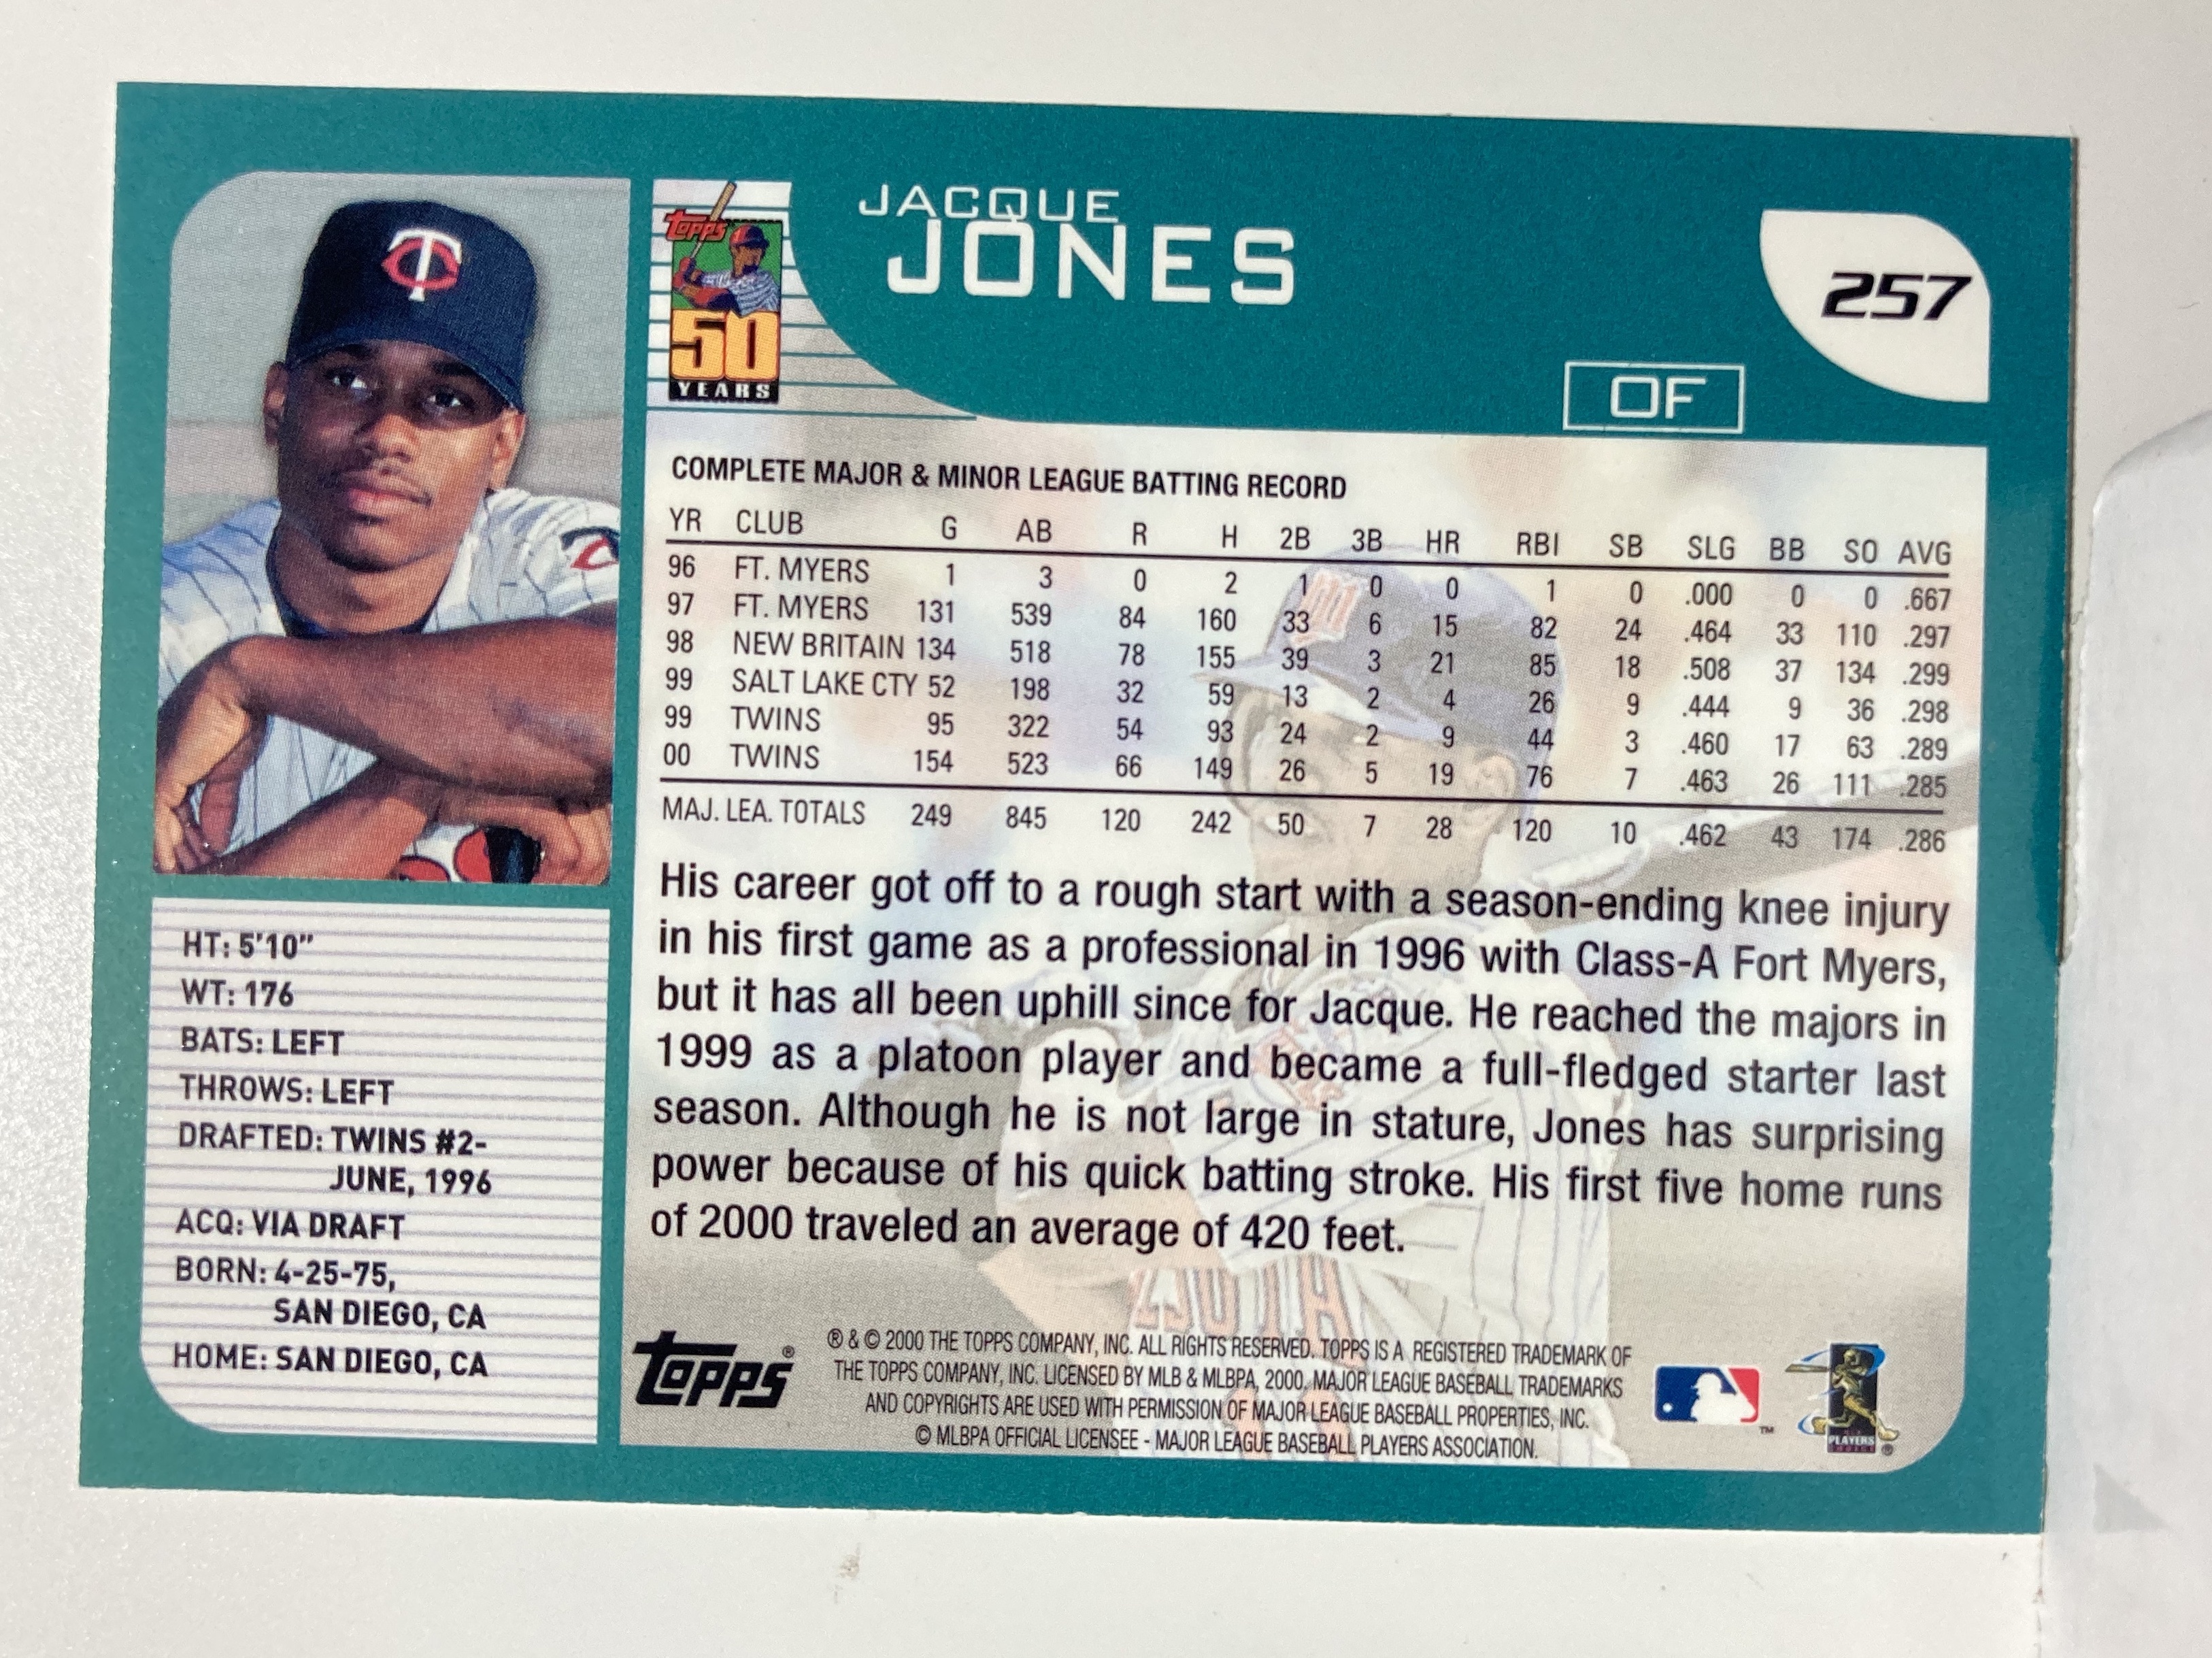 JACQUE
JONES
257
Topps
50
YEARS
OF
COMPLETE MAJOR & MINOR LEAGUE BATTING RECORD
YR CLUB G AB R H 2B 3B HR RBI SB SLG BB SO AVG
96 FT. MYERS 1 3 0 2 1 0 0 1 0 .000 0 0 .667
97 FT. MYERS 131 539 84 160 33 6 15 82 24 .464 33 110 .297
98 NEW BRITAIN 134 518 78 155 39 3 21 85 18 .508 37 134 .299
99 SALT LAKE CTY 52 198 32 59 13 2 4 26 9 .444 9 36 .298
99 TWINS 95 322 54 93 24 2 9 44 3 .460 17 63 .289
00 TWINS 154 523 66 149 26 5 19 76 7 .463 26 111 .285
MAJ. LEA. TOTALS 249 845 120 242 50 7 28 120 10 .462 43 174 .286
His career got off to a rough start with a season-ending knee injury
in his first game as a professional in 1996 with Class-A Fort Myers,
but it has all been uphill since for Jacque. He reached the majors in
1999 as a platoon player and became a full-fledged starter last
season. Although he is not large in stature, Jones has surprising
power because of his quick batting stroke. His first five home runs
of 2000 traveled an average of 420 feet.
HT: 5'10"
WT: 176
BATS: LEFT
THROWS: LEFT
DRAFTED: TWINS #2-
JUNE, 1996
ACQ: VIA DRAFT
BORN: 4-25-75,
SAN DIEGO, CA
HOME: SAN DIEGO, CA
Topps®
® & © 2000 THE TOPPS COMPANY, INC. ALL RIGHTS RESERVED. TOPPS IS A REGISTERED TRADEMARK OF
THE TOPPS COMPANY, INC. LICENSED BY MLB & MLBPA, 2000. MAJOR LEAGUE BASEBALL TRADEMARKS
AND COPYRIGHTS ARE USED WITH PERMISSION OF MAJOR LEAGUE BASEBALL PROPERTIES, INC.
© MLBPA OFFICIAL LICENSEE - MAJOR LEAGUE BASEBALL PLAYERS ASSOCIATION.
TM
PLAYERS
CHOICE
®